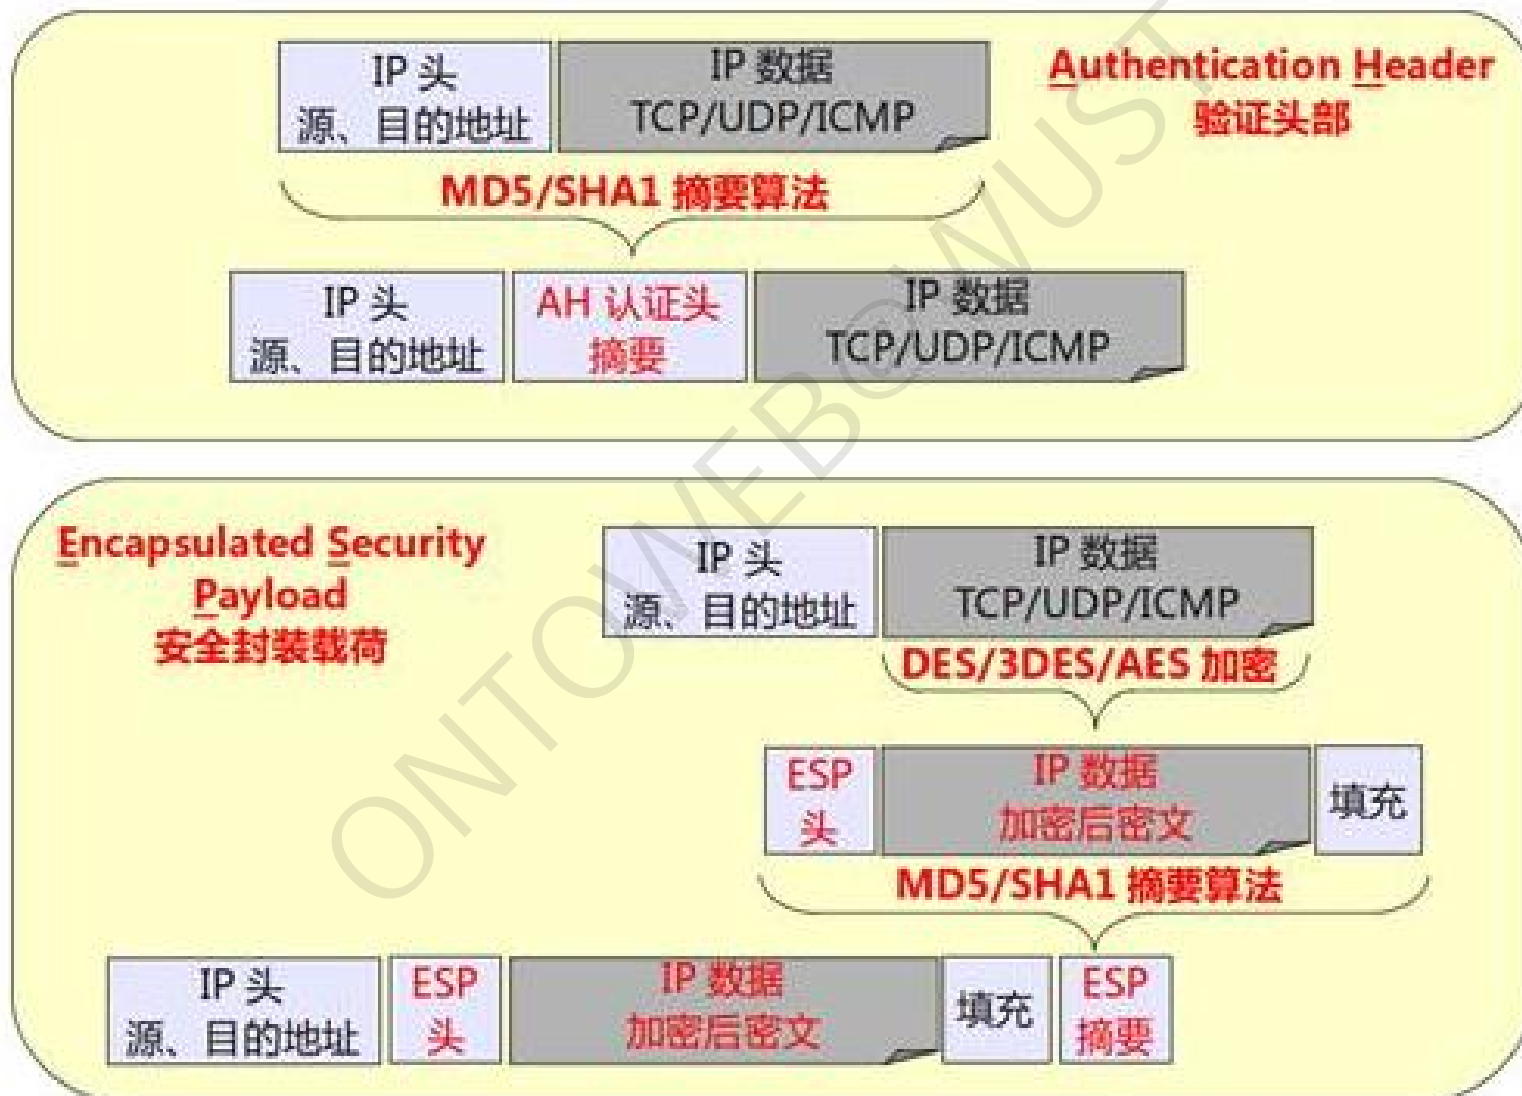 IP 头
源、目的地址
IP 数据
TCP/UDP/ICMP
Authentication Header
验证头部
MD5/SHA1 摘要算法
IP 头
源、目的地址
AH 认证头
摘要
IP 数据
TCP/UDP/ICMP
Encapsulated Security
Payload
安全封装载荷
IP 头
源、目的地址
IP 数据
TCP/UDP/ICMP
DES/3DES/AES 加密
ESP
头
IP 数据
加密后密文
填充
MD5/SHA1 摘要算法
IP 头
源、目的地址
ESP
头
IP 数据
加密后密文
填充
ESP
摘要
ONTOWEB@WUST